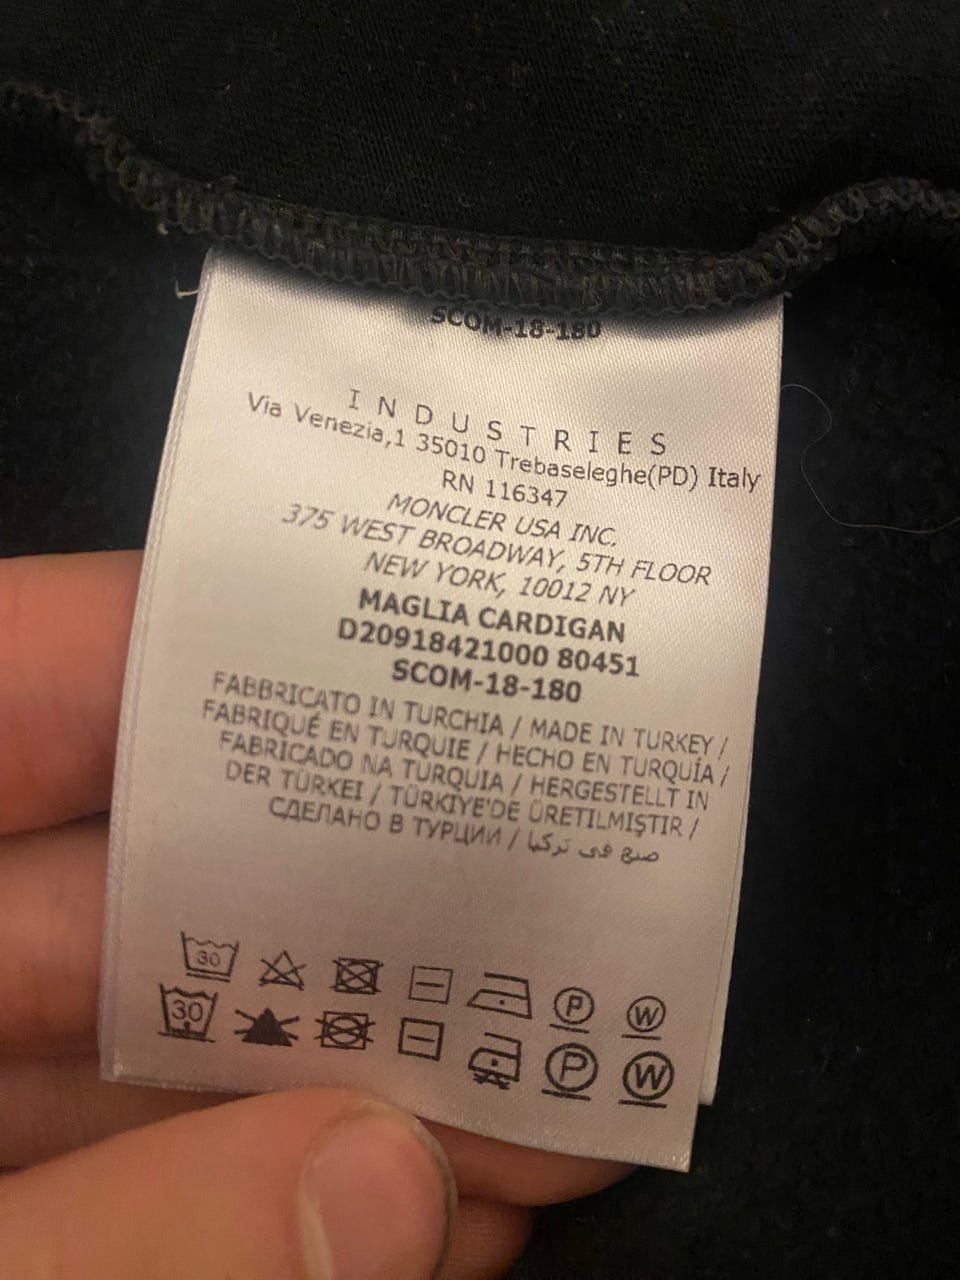 SCOM-18-180
INDUSTRIES
Via Venezia,1 35010 Trebaseleghe(PD) Italy
RN 116347
MONCLER USA INC.
375 WEST BROADWAY, 5TH FLOOR
NEW YORK, 10012 NY
MAGLIA CARDIGAN
D20918421000 80451
SCOM-18-180
FABBRICATO IN TURCHIA / MADE IN TURKEY /
FABRIQUÉ EN TURQUIE / HECHO EN TURQUÍA /
FABRICADO NA TURQUIA / HERGESTELLT IN
DER TÜRKEI / TÜRKIYE'DE ÜRETILMIŞTIR /
СДЕЛАНО В ТУРЦИИ / صنع في تركيا
30 P W
30 P W